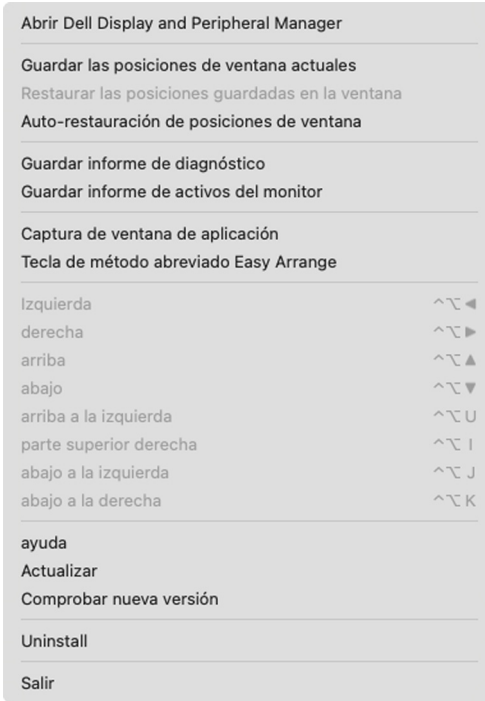 Abrir Dell Display and Peripheral Manager
Guardar las posiciones de ventana actuales
Restaurar las posiciones guardadas en la ventana
Auto-restauración de posiciones de ventana
Guardar informe de diagnóstico
Guardar informe de activos del monitor
Captura de ventana de aplicación
Tecla de método abreviado Easy Arrange
Izquierda ^⌥◀
derecha ^⌥▶
arriba ^⌥▲
abajo ^⌥▼
arriba a la izquierda ^⌥U
parte superior derecha ^⌥I
abajo a la izquierda ^⌥J
abajo a la derecha ^⌥K
ayuda
Actualizar
Comprobar nueva versión
Uninstall
Salir